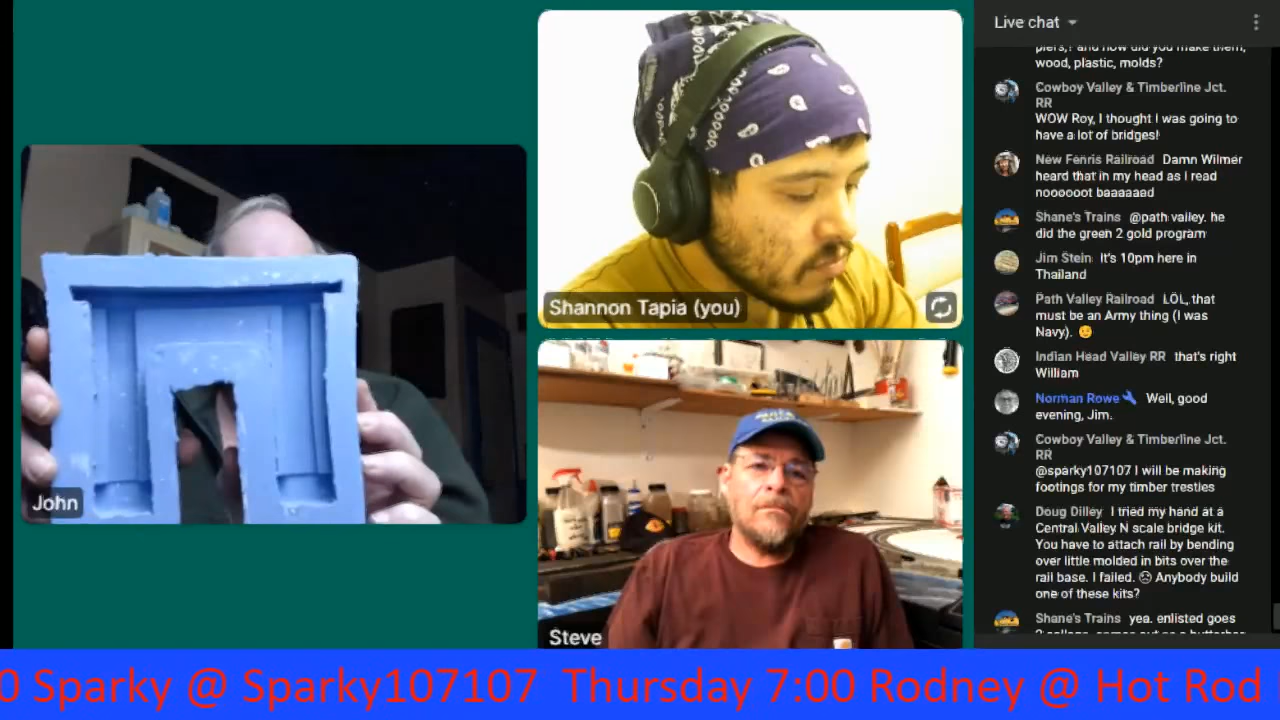 John
Shannon Tapia (you)
Steve
Live chat
piers,? and how did you make them,
wood, plastic, molds?
Cowboy Valley & Timberline Jct.
RR
WOW Roy, I thought I was going to
have a lot of bridges!
New Fenris Railroad Damn Wilmer
heard that in my head as I read
noooooot baaaaaad
Shane's Trains @path valley. he
did the green 2 gold program
Jim Stein It's 10pm here in
Thailand
Path Valley Railroad LOL, that
must be an Army thing (I was
Navy). 😉
Indian Head Valley RR that's right
William
Norman Rowe Well, good
evening, Jim.
Cowboy Valley & Timberline Jct.
RR
@sparky107107 I will be making
footings for my timber trestles
Doug Dilley I tried my hand at a
Central Valley N scale bridge kit.
You have to attach rail by bending
over little molded in bits over the
rail base. I failed. ☹ Anybody build
one of these kits?
Shane's Trains yea. enlisted goes
0 Sparky @ Sparky107107 Thursday 7:00 Rodney @ Hot Rod